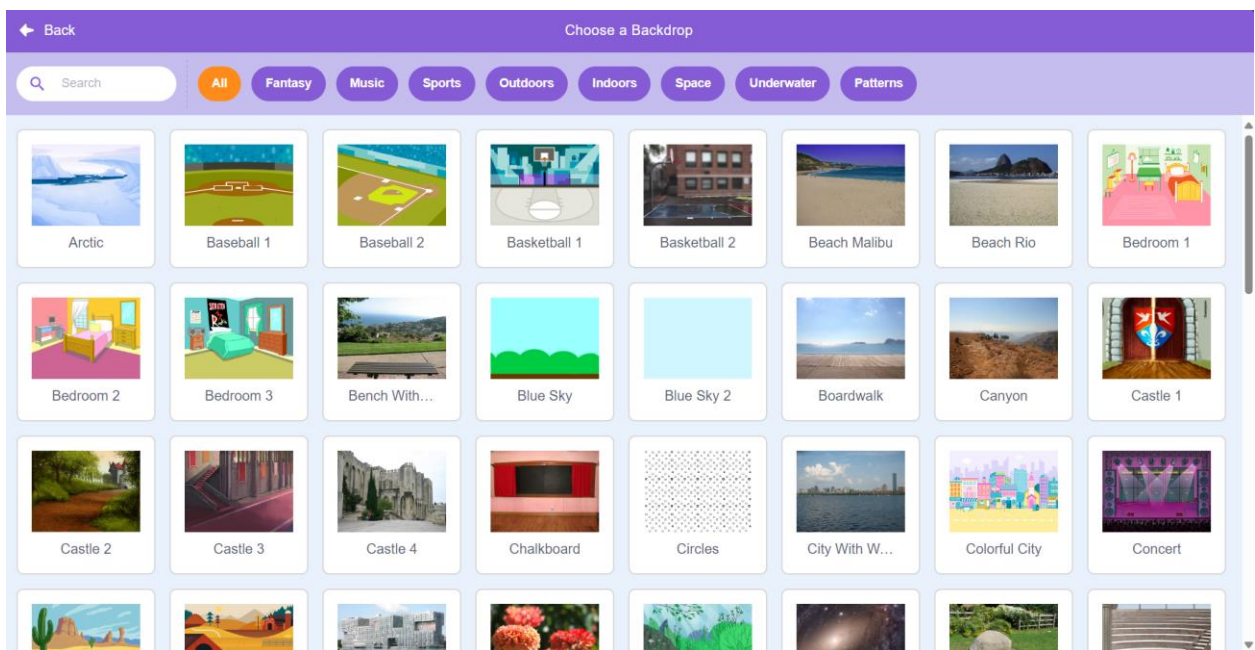 Back
Choose a Backdrop
Search
All
Fantasy
Music
Sports
Outdoors
Indoors
Space
Underwater
Patterns
Arctic
Baseball 1
Baseball 2
Basketball 1
Basketball 2
Beach Malibu
Beach Rio
Bedroom 1
Bedroom 2
Bedroom 3
Bench With...
Blue Sky
Blue Sky 2
Boardwalk
Canyon
Castle 1
Castle 2
Castle 3
Castle 4
Chalkboard
Circles
City With W...
Colorful City
Concert